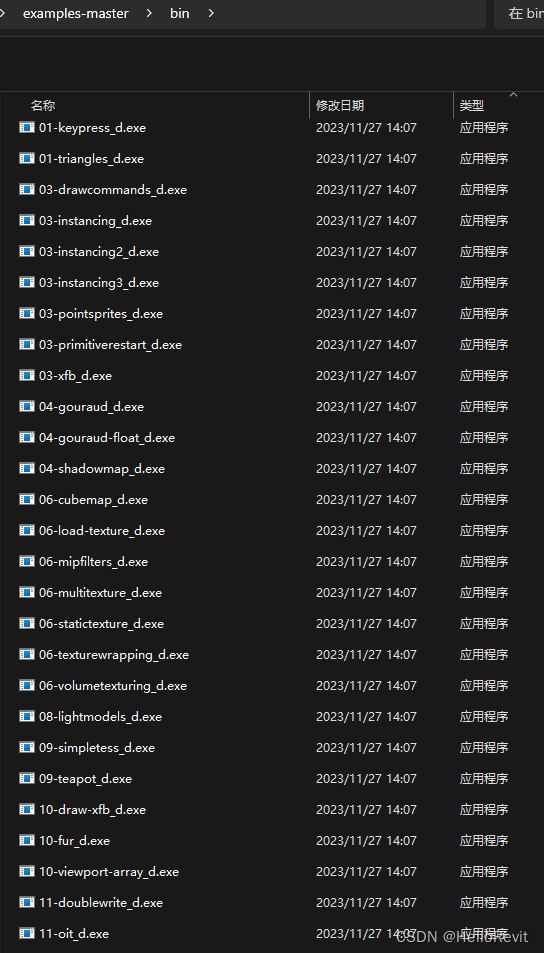 examples-master > bin > 在 bin
名称 修改日期 类型
01-keypress_d.exe 2023/11/27 14:07 应用程序
01-triangles_d.exe 2023/11/27 14:07 应用程序
03-drawcommands_d.exe 2023/11/27 14:07 应用程序
03-instancing_d.exe 2023/11/27 14:07 应用程序
03-instancing2_d.exe 2023/11/27 14:07 应用程序
03-instancing3_d.exe 2023/11/27 14:07 应用程序
03-pointsprites_d.exe 2023/11/27 14:07 应用程序
03-primitiverestart_d.exe 2023/11/27 14:07 应用程序
03-xfb_d.exe 2023/11/27 14:07 应用程序
04-gouraud_d.exe 2023/11/27 14:07 应用程序
04-gouraud-float_d.exe 2023/11/27 14:07 应用程序
04-shadowmap_d.exe 2023/11/27 14:07 应用程序
06-cubemap_d.exe 2023/11/27 14:07 应用程序
06-load-texture_d.exe 2023/11/27 14:07 应用程序
06-mipfilters_d.exe 2023/11/27 14:07 应用程序
06-multitexture_d.exe 2023/11/27 14:07 应用程序
06-statictexture_d.exe 2023/11/27 14:07 应用程序
06-texturewrapping_d.exe 2023/11/27 14:07 应用程序
06-volumetexturing_d.exe 2023/11/27 14:07 应用程序
08-lightmodels_d.exe 2023/11/27 14:07 应用程序
09-simpletess_d.exe 2023/11/27 14:07 应用程序
09-teapot_d.exe 2023/11/27 14:07 应用程序
10-draw-xfb_d.exe 2023/11/27 14:07 应用程序
10-fur_d.exe 2023/11/27 14:07 应用程序
10-viewport-array_d.exe 2023/11/27 14:07 应用程序
11-doublewrite_d.exe 2023/11/27 14:07 应用程序
11-oit_d.exe 2023/11/27 14:07 应用程序
CSDN @HelloRevit